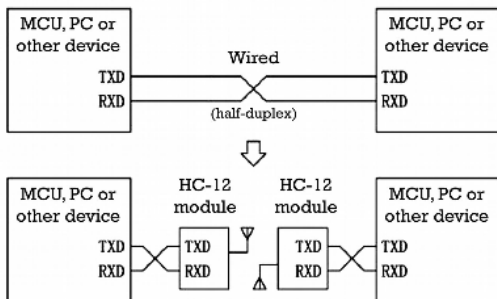 MCU, PC or
other device
TXD
RXD
Wired
(half-duplex)
MCU, PC or
other device
TXD
RXD
MCU, PC or
other device
TXD
RXD
HC-12
module
TXD
RXD
HC-12
module
TXD
RXD
MCU, PC or
other device
TXD
RXD